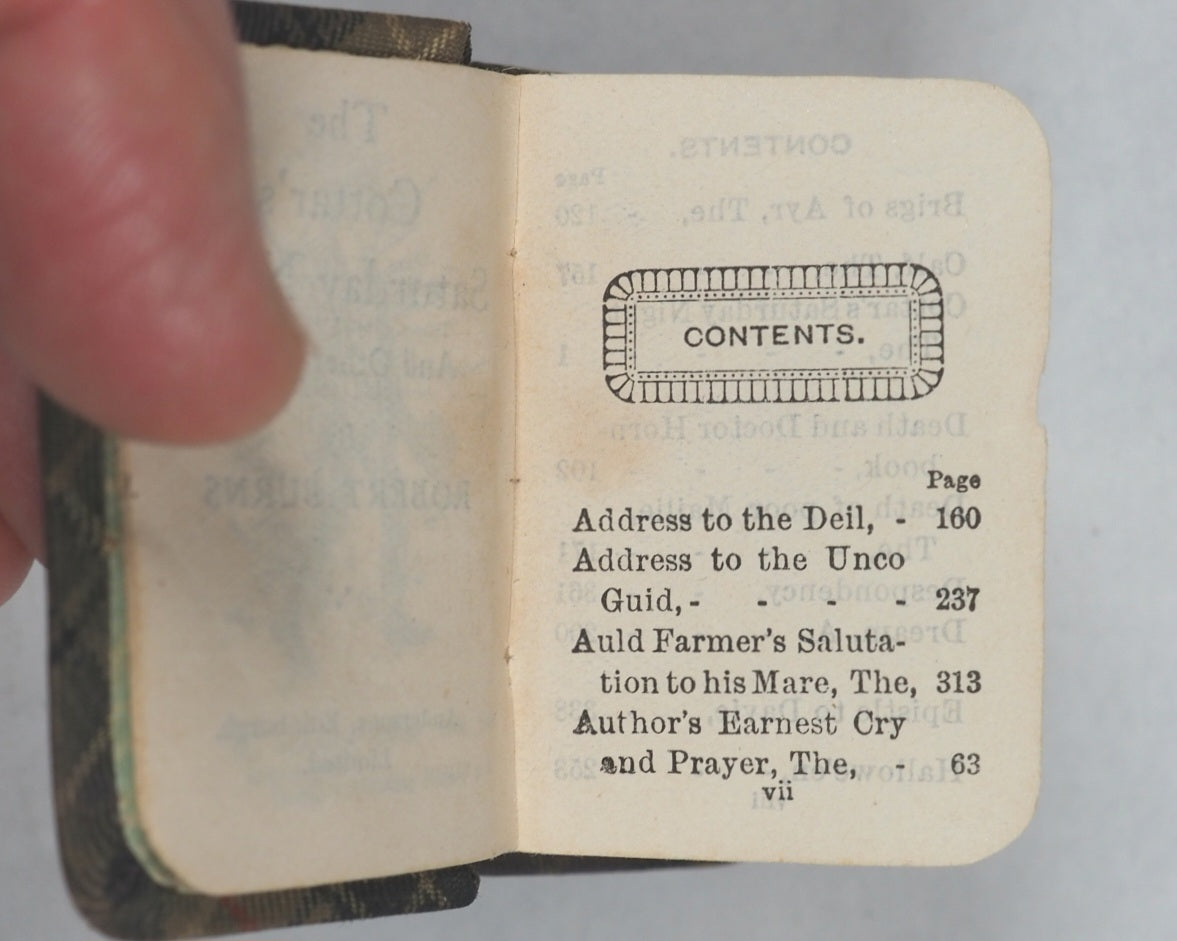 CONTENTS.
Page
Address to the Deil, - 160
Address to the Unco
Guid, - - - - 237
Auld Farmer's Saluta-
tion to his Mare, The, 313
Author's Earnest Cry
and Prayer, The, - 63
vii